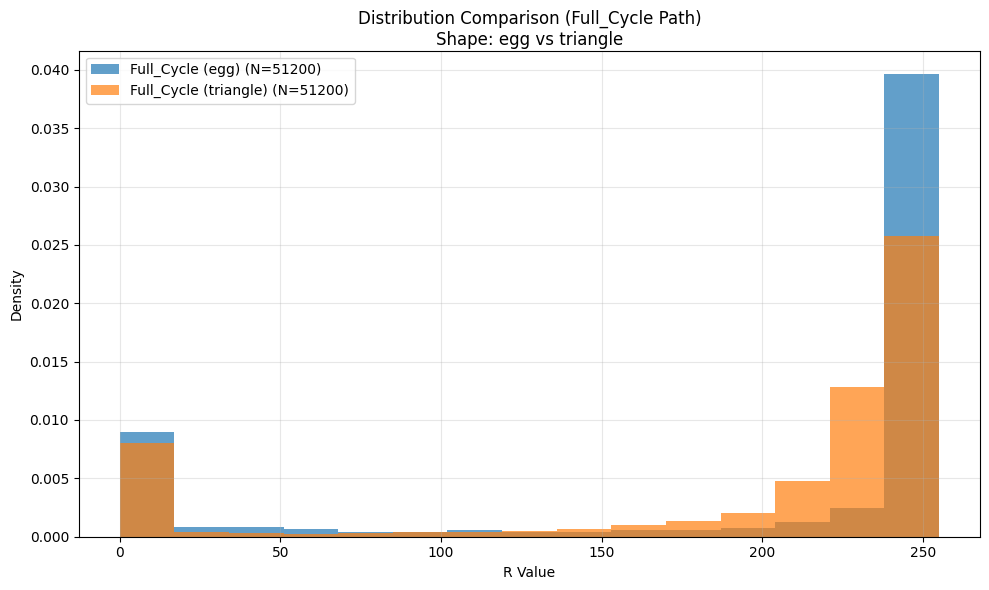 Distribution Comparison (Full_Cycle Path)
Shape: egg vs triangle
Full_Cycle (egg) (N=51200)
Full_Cycle (triangle) (N=51200)
0.040
0.035
0.030
0.025
0.020
0.015
0.010
0.005
0.000
Density
0 50 100 150 200 250
R Value